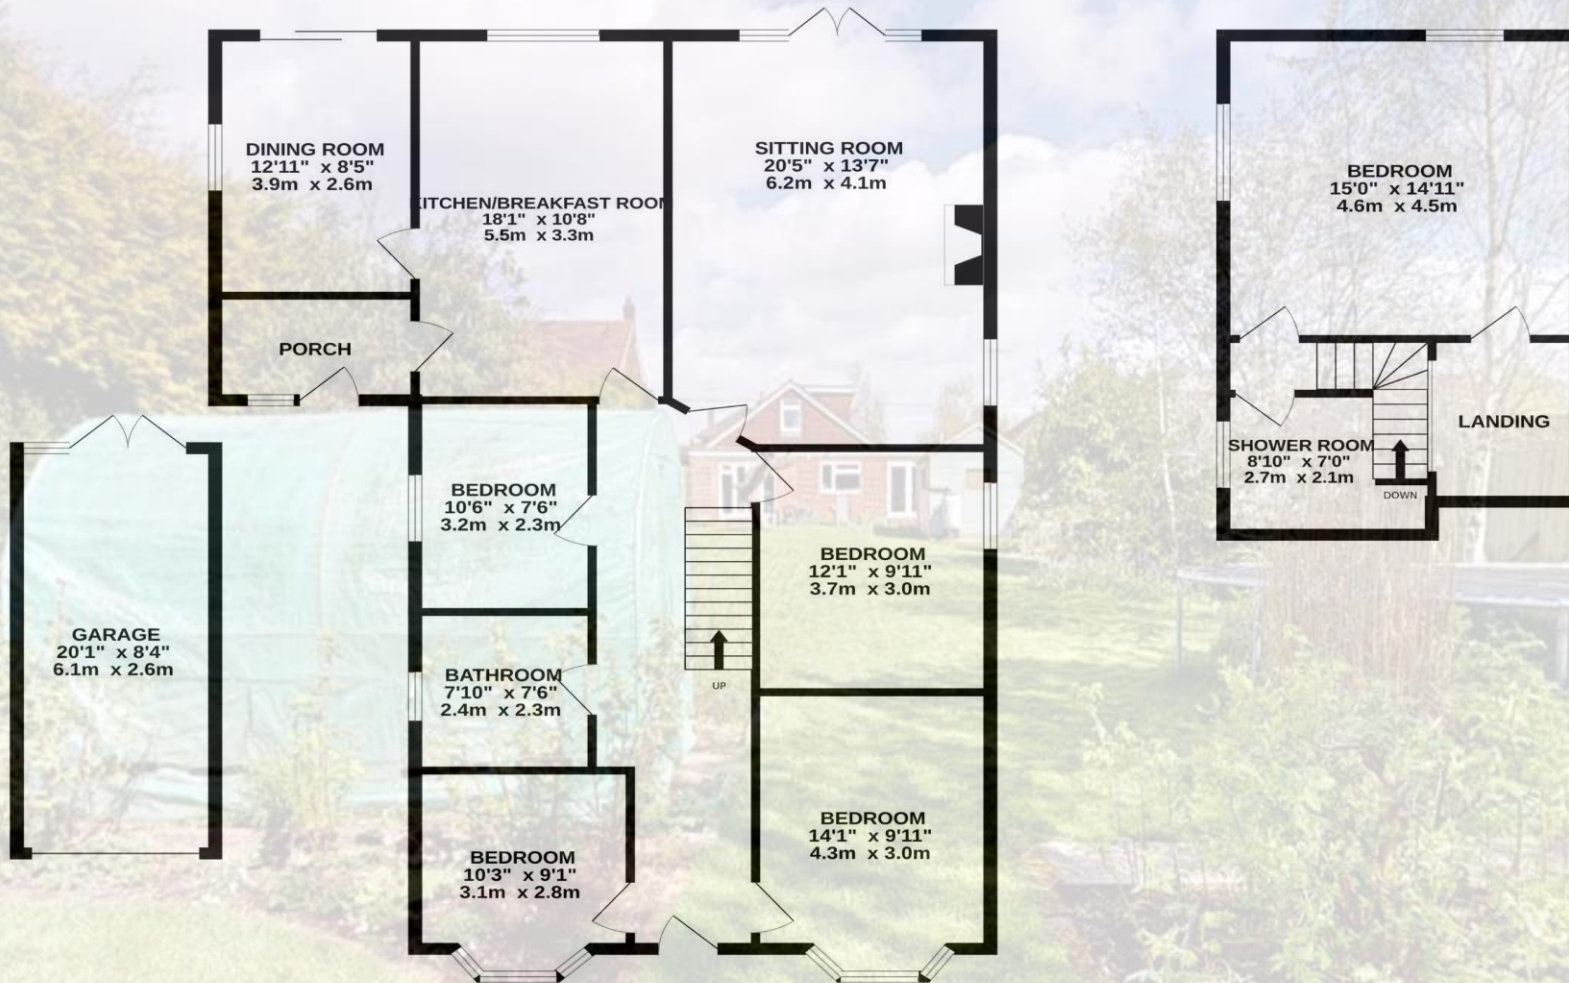 DINING ROOM
12'11" x 8'5"
3.9m x 2.6m
KITCHEN/BREAKFAST ROOM
18'1" x 10'8"
5.5m x 3.3m
SITTING ROOM
20'5" x 13'7"
6.2m x 4.1m
PORCH
BEDROOM
10'6" x 7'6"
3.2m x 2.3m
BEDROOM
12'1" x 9'11"
3.7m x 3.0m
GARAGE
20'1" x 8'4"
6.1m x 2.6m
BATHROOM
7'10" x 7'6"
2.4m x 2.3m
UP
BEDROOM
10'3" x 9'1"
3.1m x 2.8m
BEDROOM
14'1" x 9'11"
4.3m x 3.0m
BEDROOM
15'0" x 14'11"
4.6m x 4.5m
LANDING
SHOWER ROOM
8'10" x 7'0"
2.7m x 2.1m
DOWN